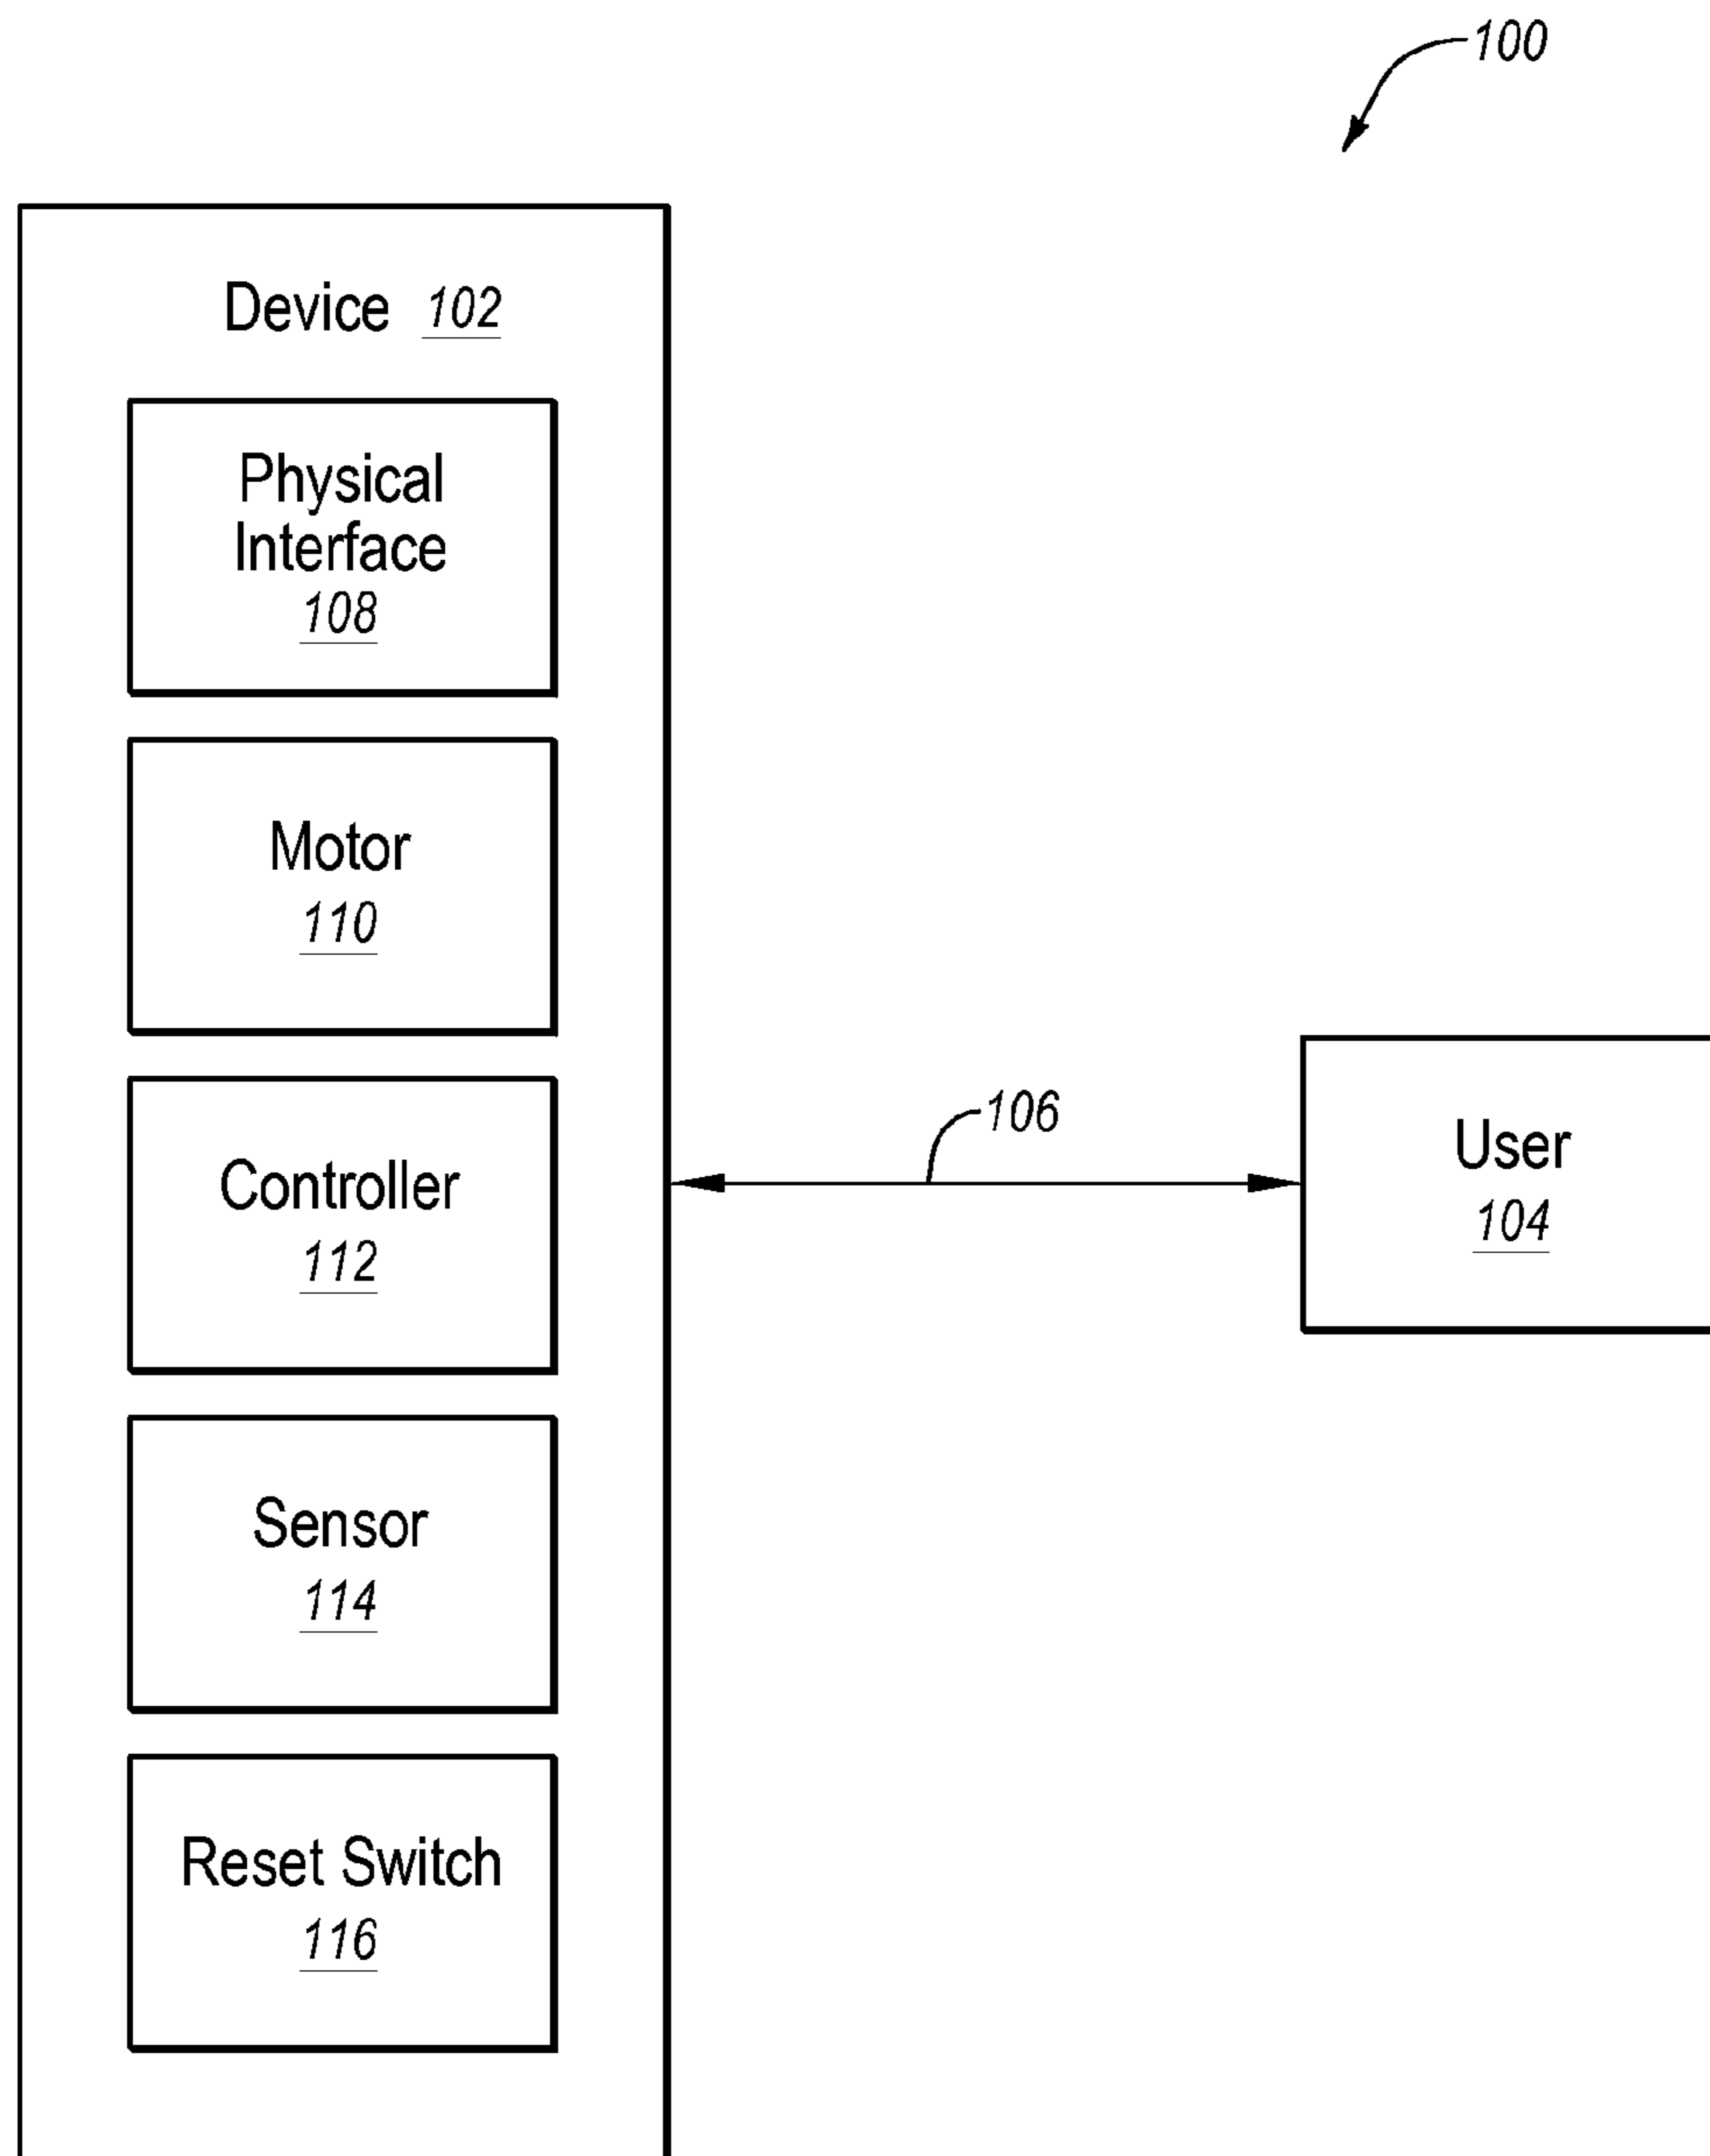 100
Device 102
Physical
Interface
108
Motor
110
Controller
112
106
User
104
Sensor
114
Reset Switch
116